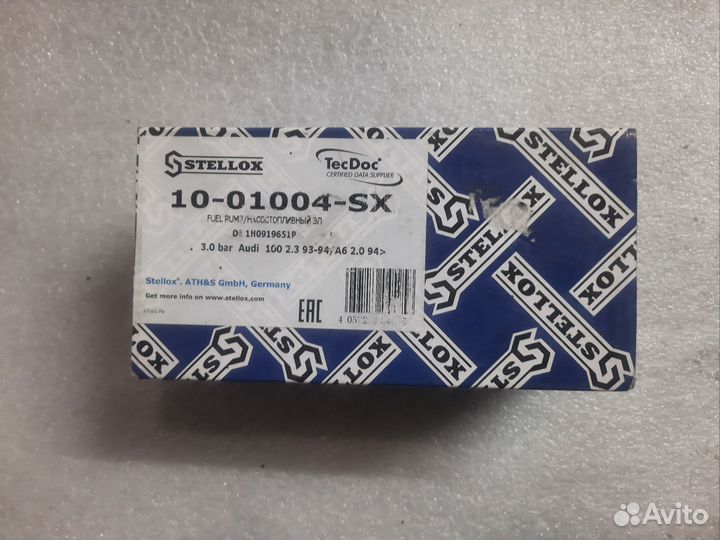 STELLOX
TecDoc®
CERTIFIED DATA SUPPLIER
10-01004-SX
FUEL PUMP/НАСОС ТОПЛИВНЫЙ ЭЛ
OE 1H0919651P
3.0 bar Audi 100 2.3 93-94, A6 2.0 94>
Stellox®. ATH&S GmbH, Germany
Get more info on www.stellox.com
EAC
STELLOX
STELLOX
STELLOX
Avito